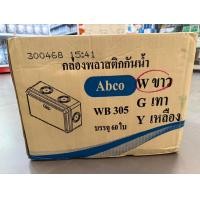 300468 15:41
กล่องพลาสติกกันน้ำ
Abco
W ขาว
WB 305
G เทา
บรรจุ 60 ใบ
Y เหลือง